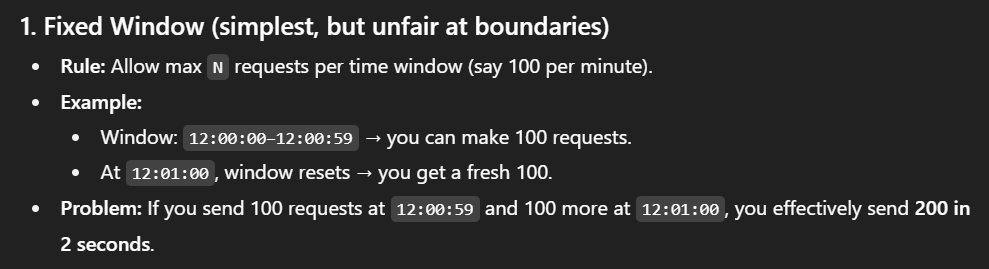 1. Fixed Window (simplest, but unfair at boundaries)
• Rule: Allow max N requests per time window (say 100 per minute).
• Example:
• Window: 12:00:00–12:00:59 → you can make 100 requests.
• At 12:01:00, window resets → you get a fresh 100.
• Problem: If you send 100 requests at 12:00:59 and 100 more at 12:01:00, you effectively send 200 in
2 seconds.